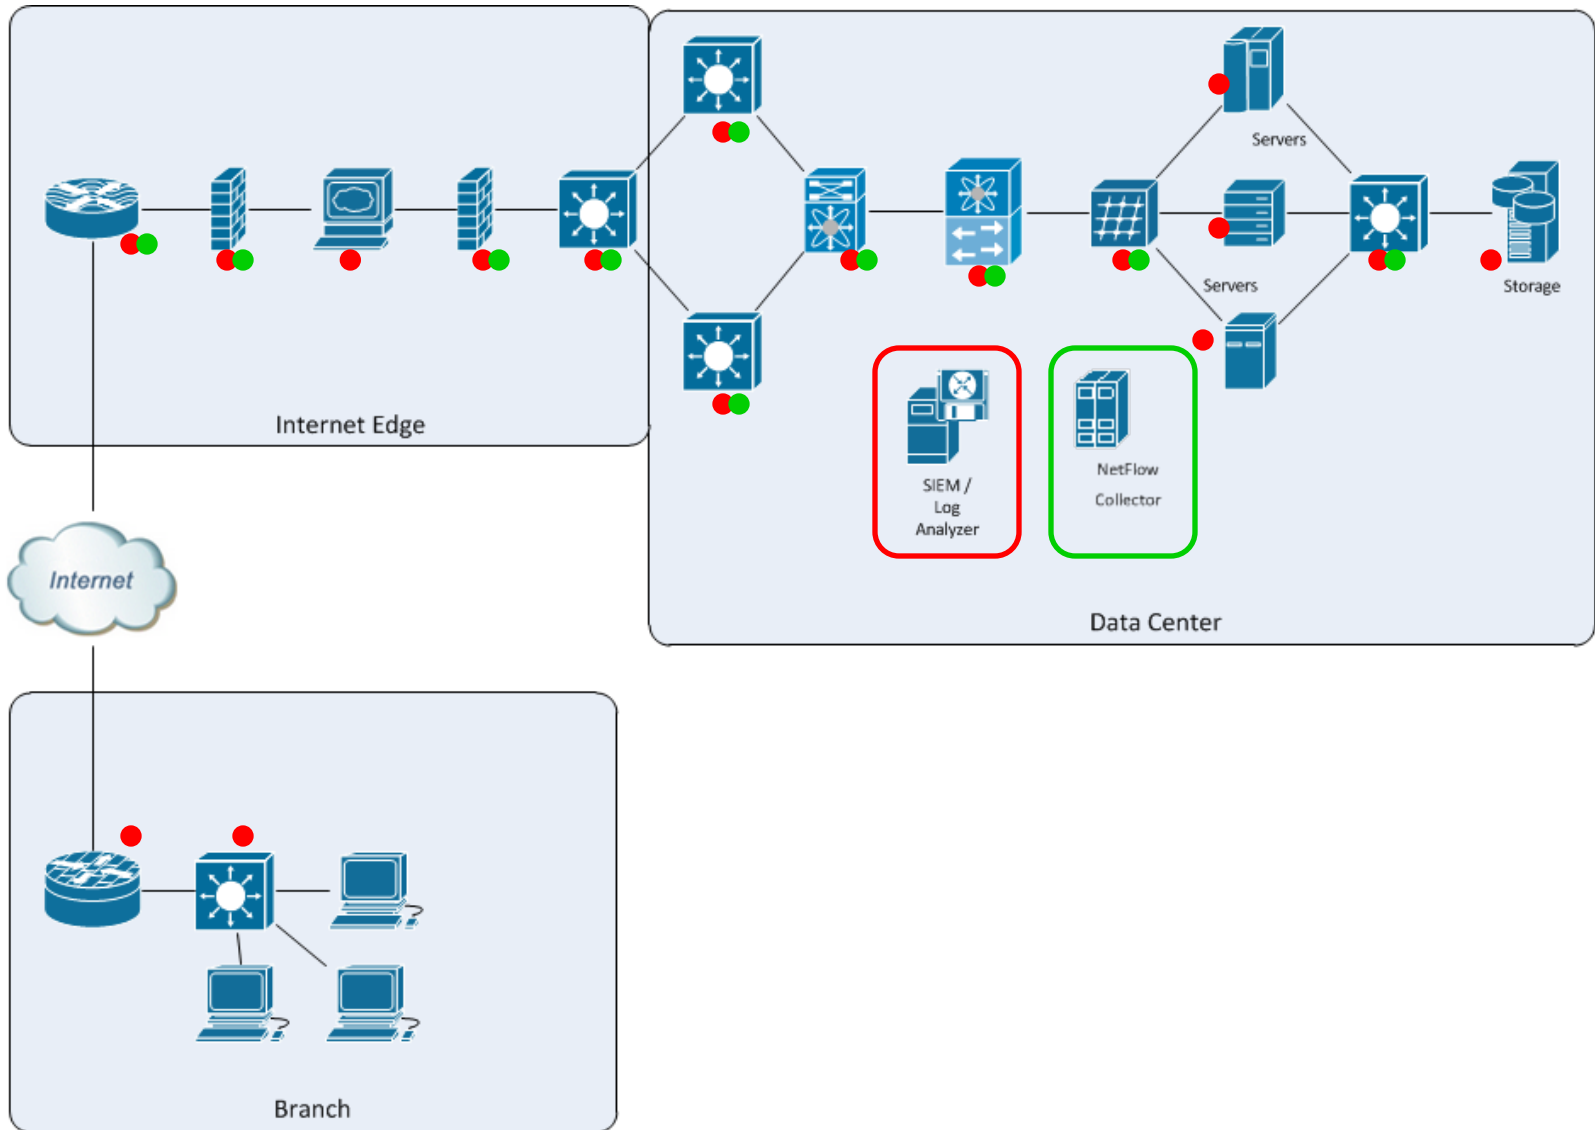 Servers
Servers
Storage
Internet Edge
SIEM /
Log
Analyzer
NetFlow
Collector
Internet
Data Center
Branch